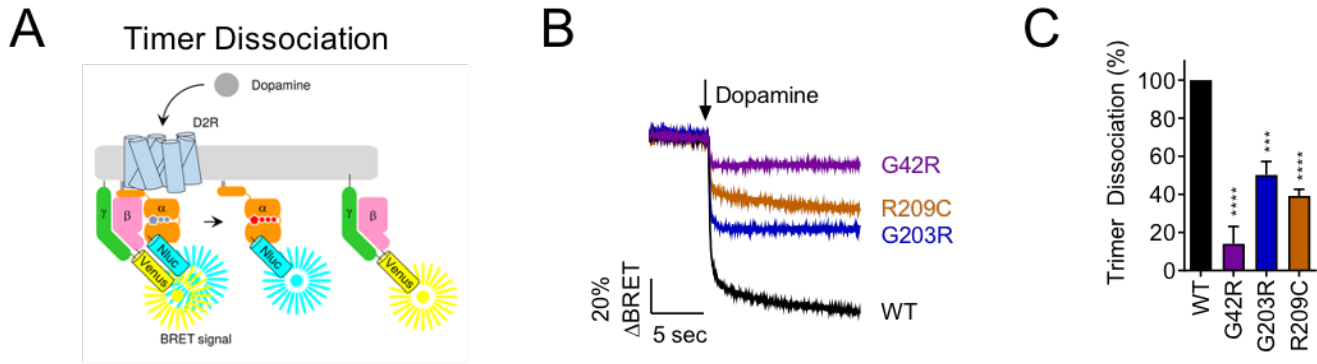 A
Timer Dissociation
Dopamine
D2R
γ
β
α
α
γ
β
Nluc
Venus
Nluc
Venus
BRET signal
B
Dopamine
G42R
R209C
G203R
WT
20%
ΔBRET
5 sec
C
Trimer Dissociation (%)
100
80
60
40
20
0
****
***
****
WT
G42R
G203R
R209C